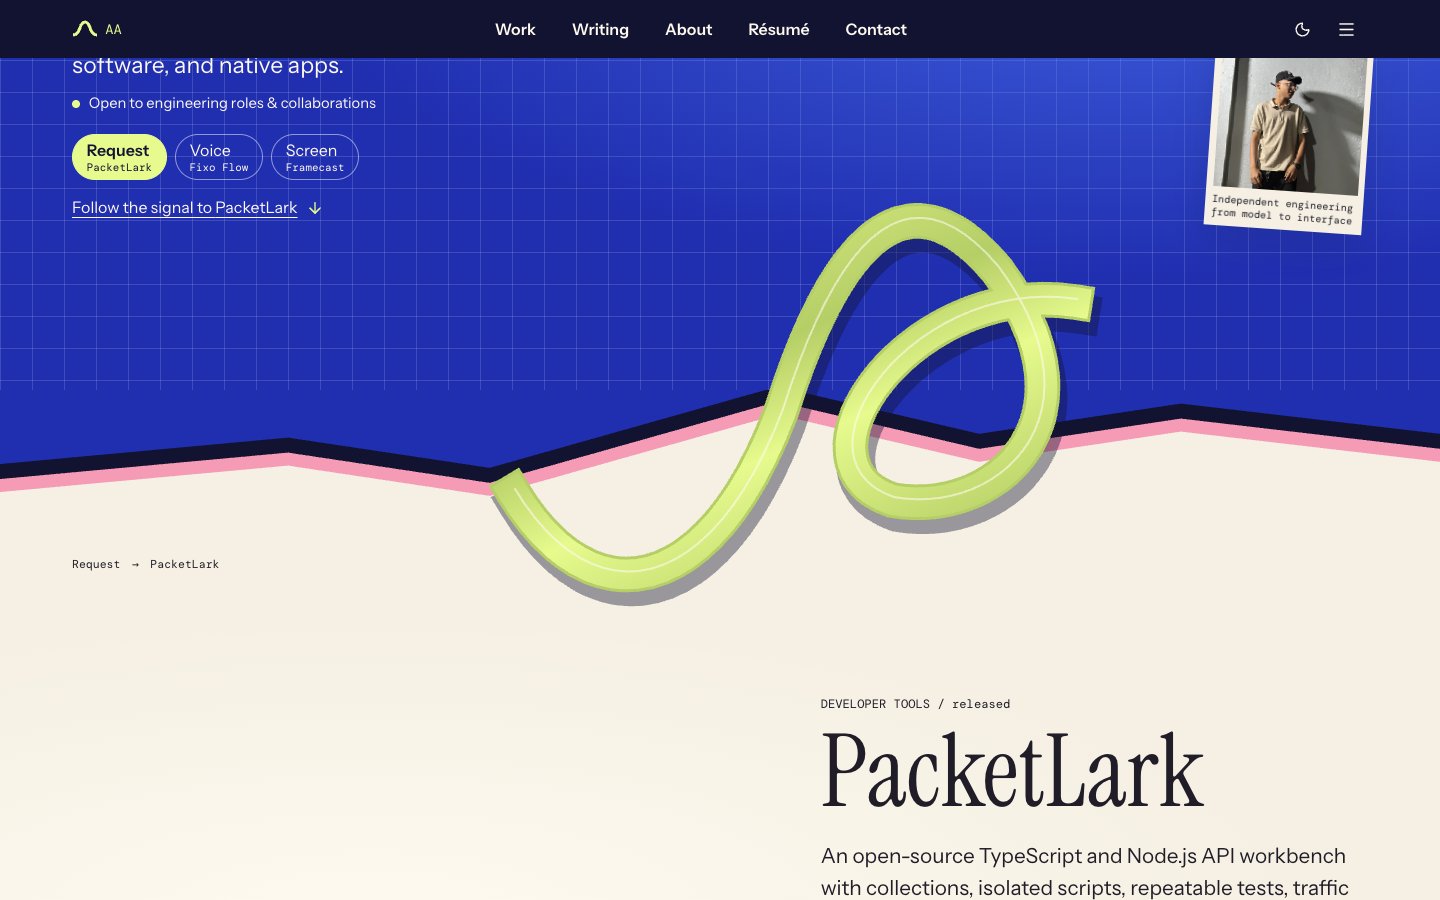 AA
Work
Writing
About
Résumé
Contact
software, and native apps.
Open to engineering roles & collaborations
Request
PacketLark
Voice
Fixo Flow
Screen
Framecast
Follow the signal to PacketLark ↓
Independent engineering
from model to interface
Request → PacketLark
DEVELOPER TOOLS / released
PacketLark
An open-source TypeScript and Node.js API workbench
with collections, isolated scripts, repeatable tests, traffic